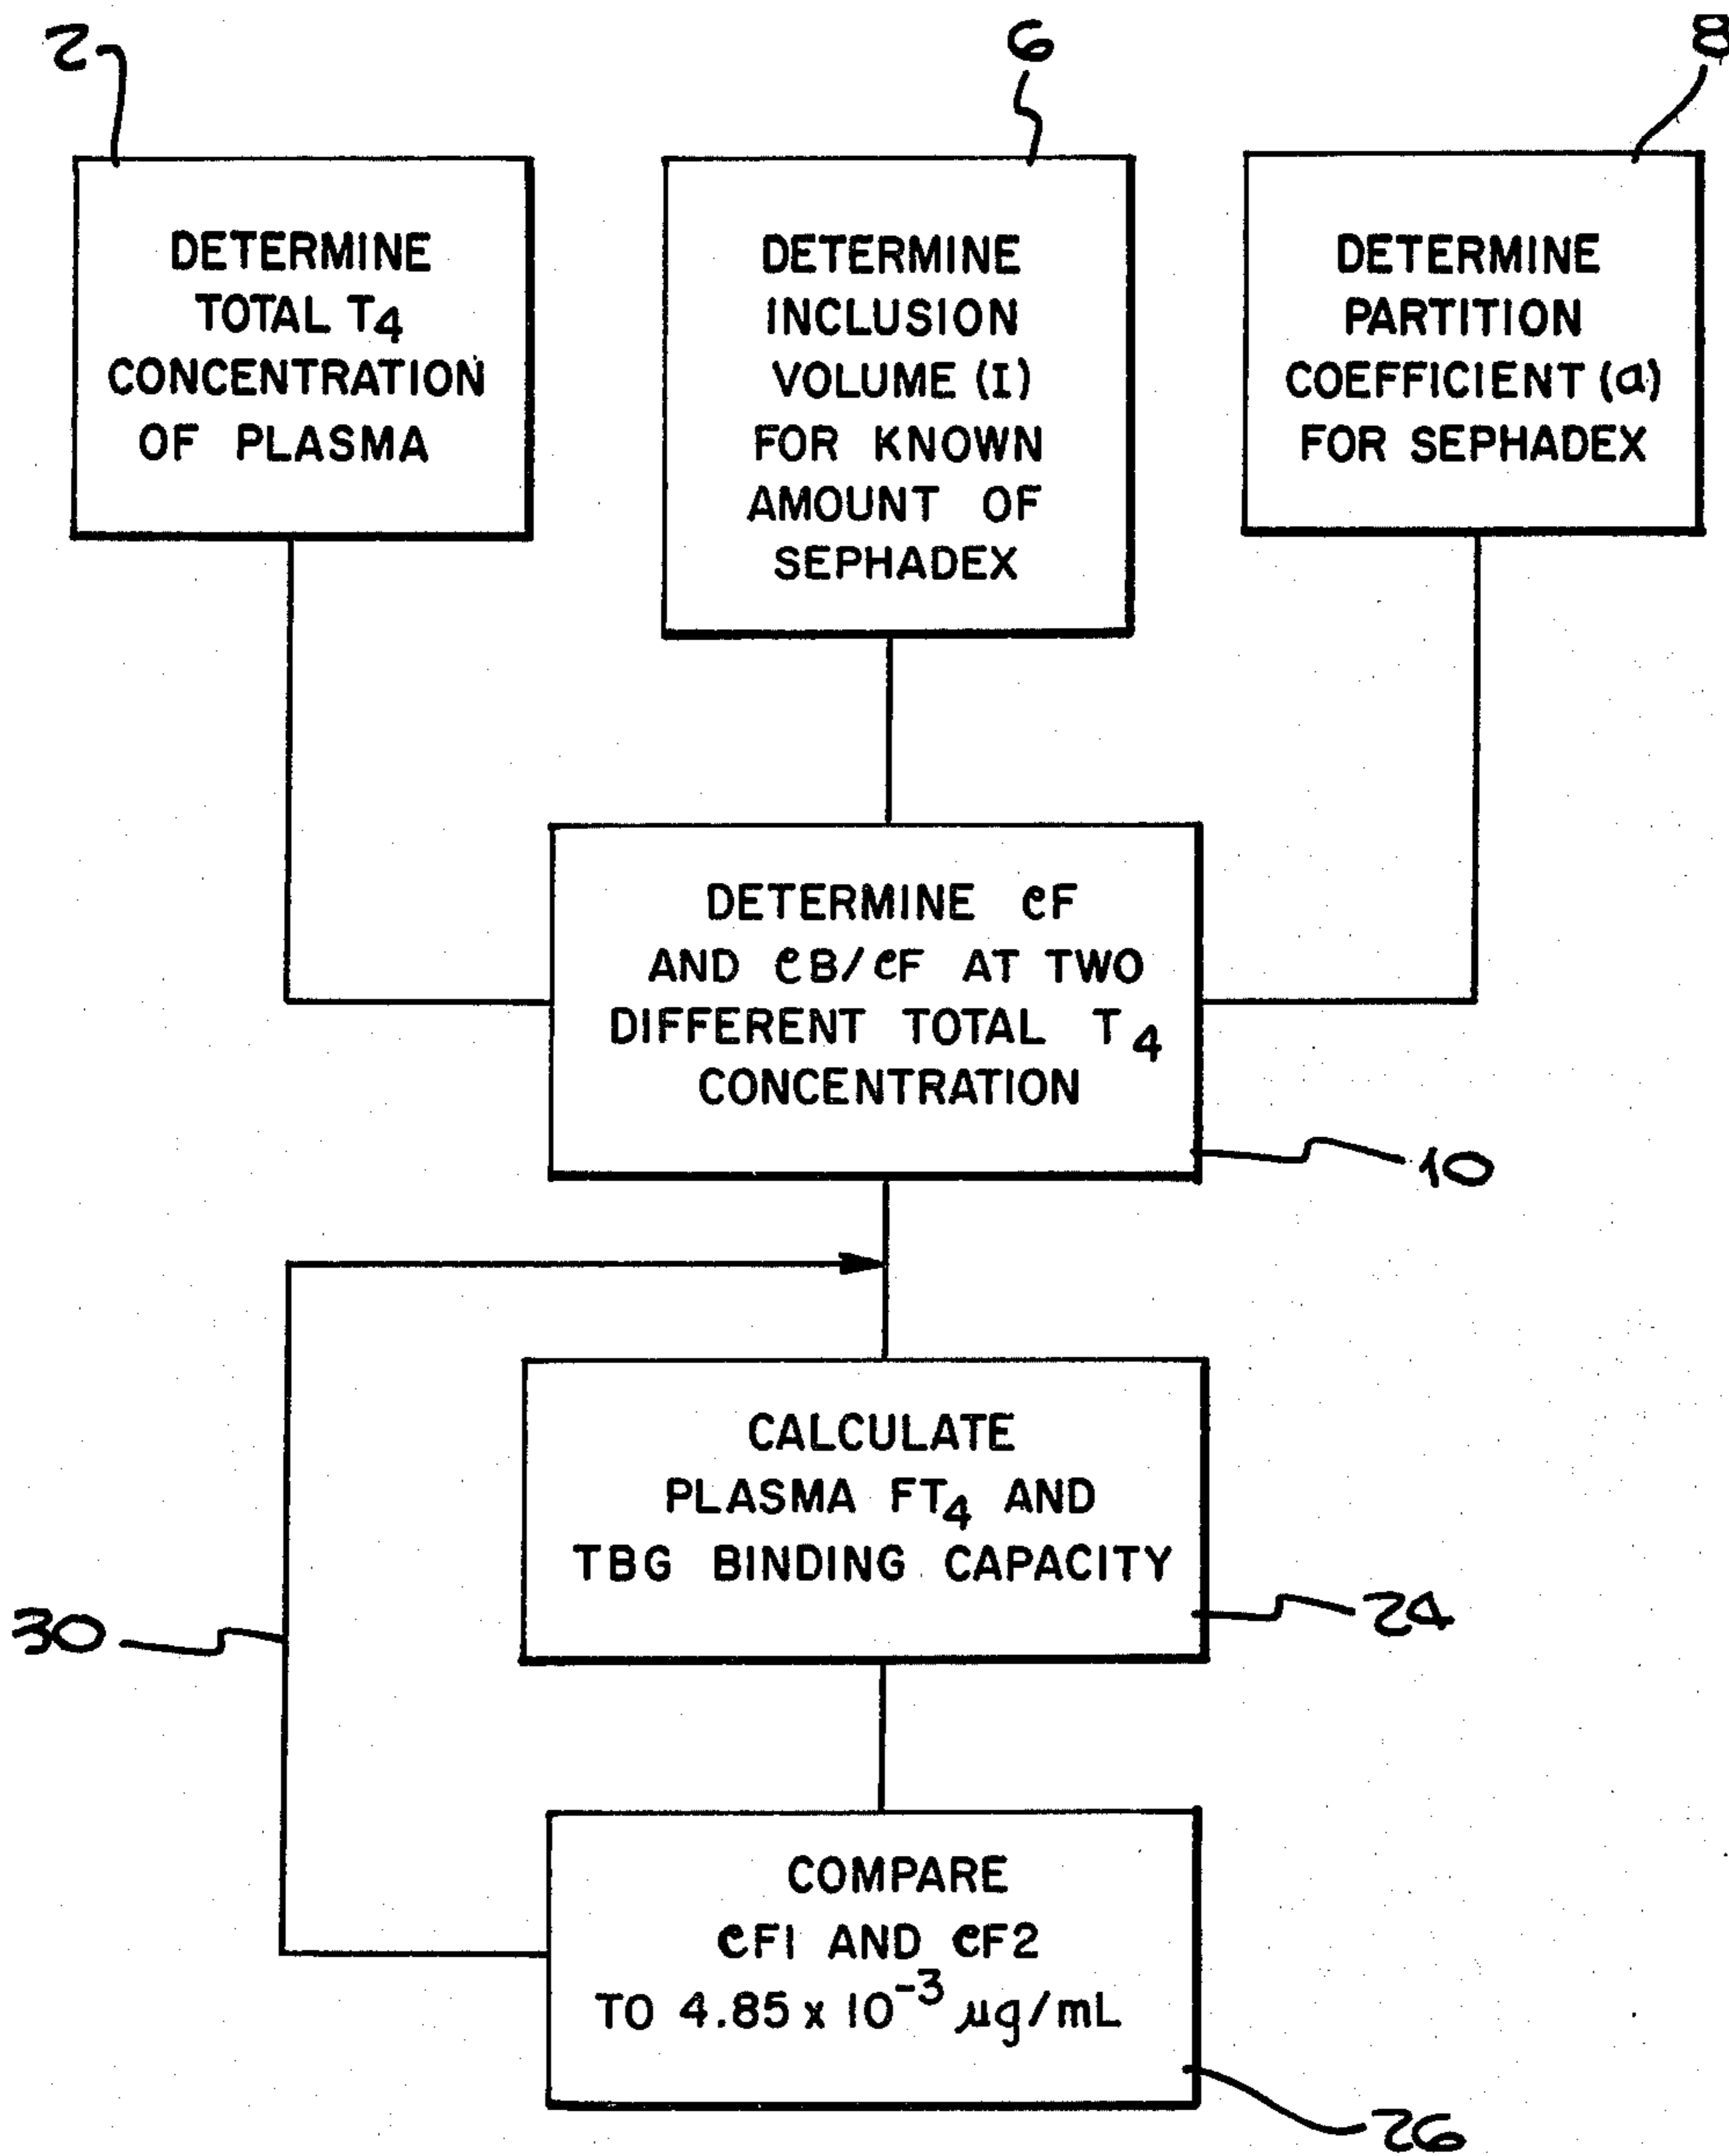 2
6
8
DETERMINE
TOTAL T4
CONCENTRATION
OF PLASMA
DETERMINE
INCLUSION
VOLUME (I)
FOR KNOWN
AMOUNT OF
SEPHADEX
DETERMINE
PARTITION
COEFFICIENT (a)
FOR SEPHADEX
DETERMINE CF
AND CB/CF AT TWO
DIFFERENT TOTAL T4
CONCENTRATION
10
CALCULATE
PLASMA FT4 AND
TBG BINDING CAPACITY
24
30
COMPARE
CF1 AND CF2
TO 4.85 x 10⁻³ µg/mL
26